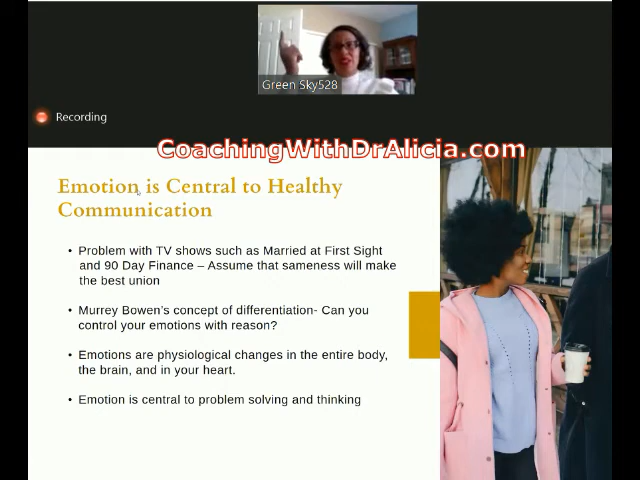 Green Sky528
Recording
CoachingWithDrAlicia.com
Emotion is Central to Healthy
Communication
• Problem with TV shows such as Married at First Sight
and 90 Day Finance – Assume that sameness will make
the best union
• Murrey Bowen's concept of differentiation- Can you
control your emotions with reason?
• Emotions are physiological changes in the entire body,
the brain, and in your heart.
• Emotion is central to problem solving and thinking